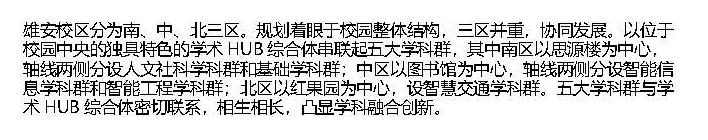 雄安校区分为南、中、北三区。规划着眼于校园整体结构，三区并重，协同发展。以位于
校园中央的独具特色的学术 HUB 综合体串联起五大学科群，其中南区以思源楼为中心，
轴线两侧分设人文社科学科群和基础学科群；中区以图书馆为中心，轴线两侧分设智能信
息学科群和智能工程学科群；北区以红果园为中心，设智慧交通学科群。五大学科群与学
术 HUB 综合体密切联系，相生相长，凸显学科融合创新。